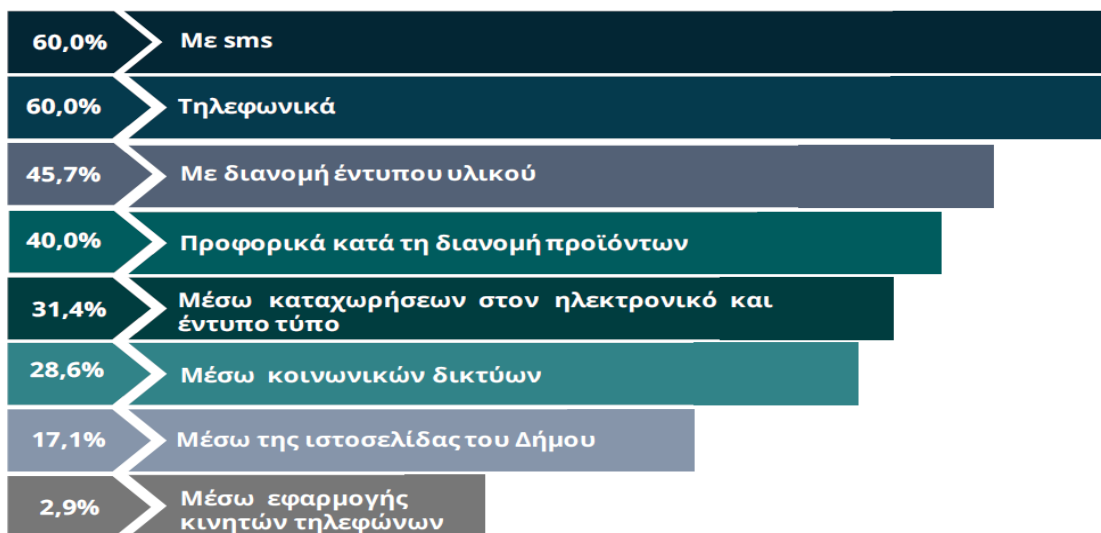 60,0% Με sms
60,0% Τηλεφωνικά
45,7% Με διανομή έντυπου υλικού
40,0% Προφορικά κατά τη διανομή προϊόντων
31,4% Μέσω καταχωρήσεων στον ηλεκτρονικό και
έντυπο τύπο
28,6% Μέσω κοινωνικών δικτύων
17,1% Μέσω της ιστοσελίδας του Δήμου
2,9% Μέσω εφαρμογής
κινητών τηλεφώνων